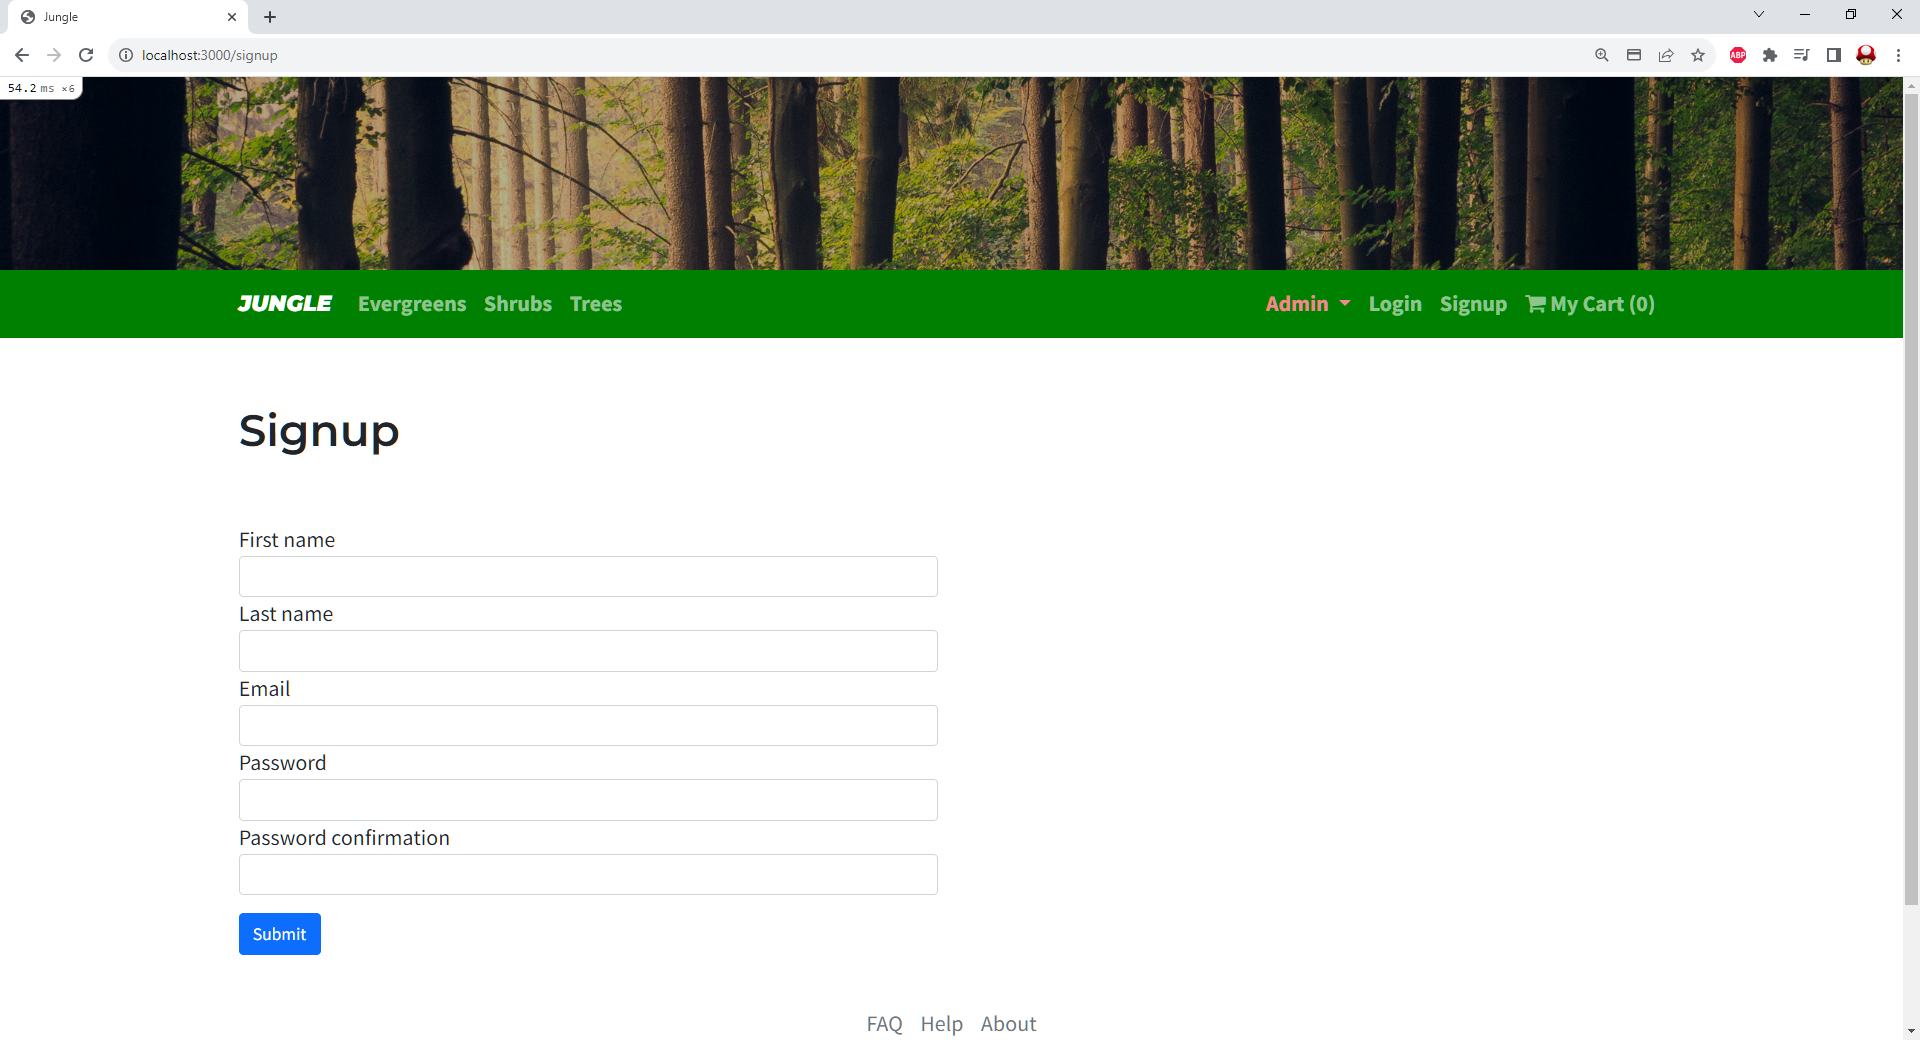 Jungle
localhost:3000/signup
ABP
54.2 ms ×6
JUNGLE Evergreens Shrubs Trees Admin Login Signup My Cart (0)
Signup
First name
Last name
Email
Password
Password confirmation
Submit
FAQ Help About